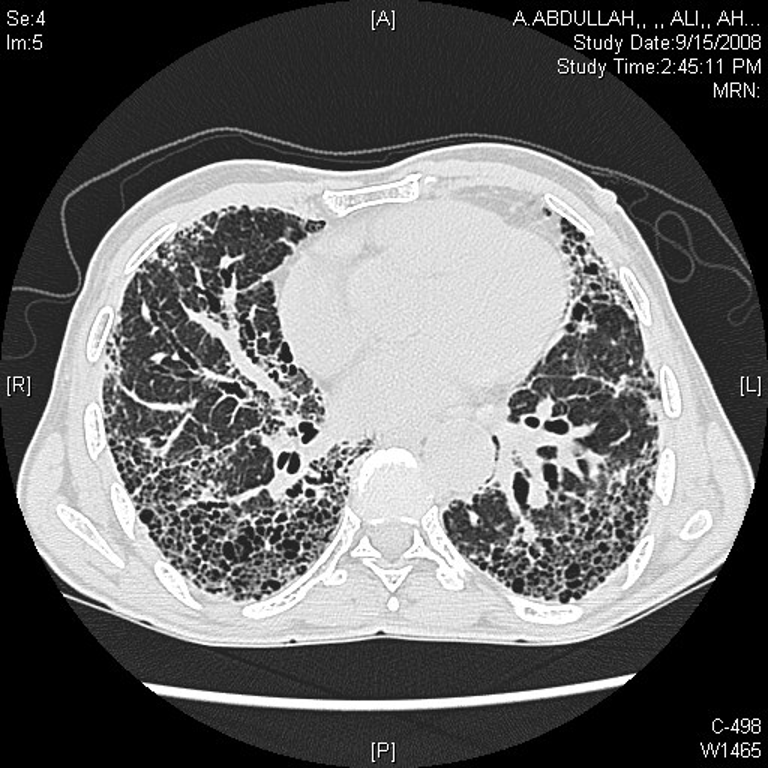 Se:4
Im:5
[A]
A.ABDULLAH,, ,, ALI,, AH...
Study Date:9/15/2008
Study Time:2:45:11 PM
MRN:
[R]
[L]
[P]
C-498
W1465